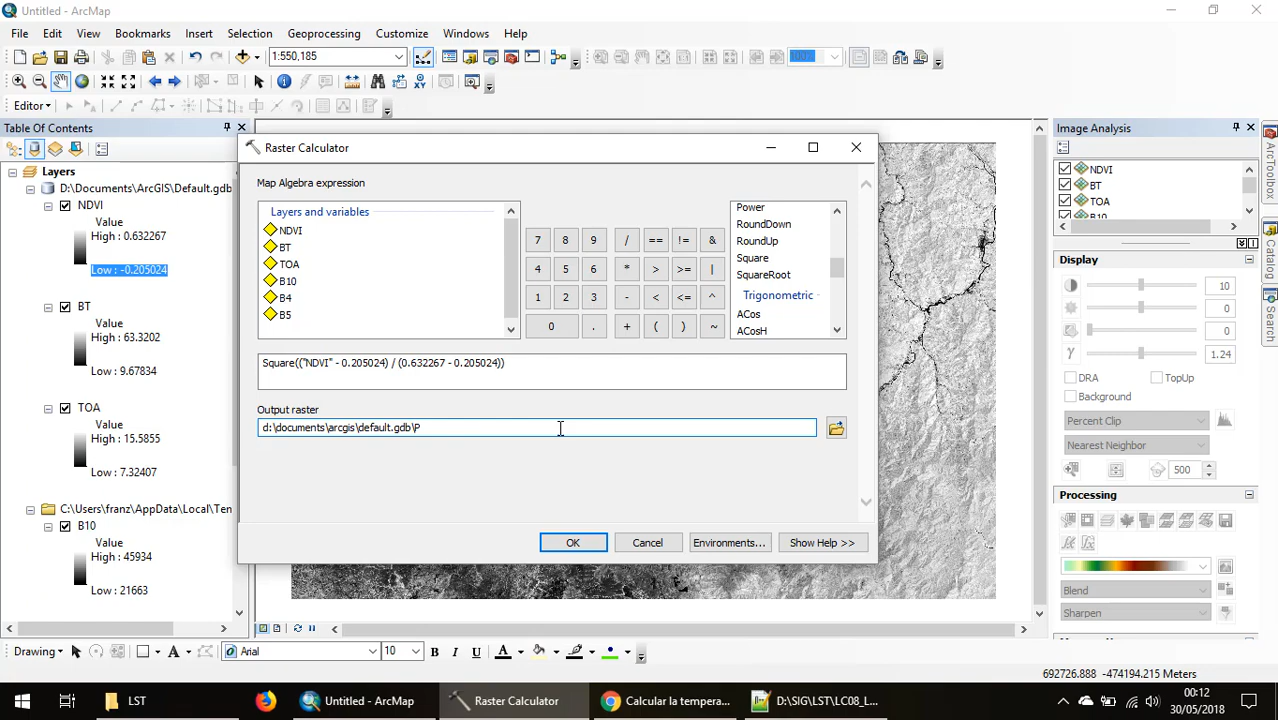 Untitled - ArcMap
File Edit View Bookmarks Insert Selection Geoprocessing Customize Windows Help
1:550,185
100%
Editor
Table Of Contents
Layers
D:\Documents\ArcGIS\Default.gdb
NDVI
Value
High : 0.632267
Low : -0.205024
BT
Value
High : 63.3202
Low : 9.67834
TOA
Value
High : 15.5855
Low : 7.32407
C:\Users\franz\AppData\Local\Ten
B10
Value
High : 45934
Low : 21663
Raster Calculator
Map Algebra expression
Layers and variables
NDVI
BT
TOA
B10
B4
B5
7 8 9 / == != &
4 5 6 * > >= |
1 2 3 - < <= ^
0 . + ( ) ~
Power
RoundDown
RoundUp
Square
SquareRoot
Trigonometric
ACos
ACosH
Square(("NDVI" - 0.205024) / (0.632267 - 0.205024))
Output raster
d:\documents\arcgis\default.gdb\P
OK Cancel Environments... Show Help >>
Image Analysis
NDVI
BT
TOA
B10
Display
10
0
0
1.24
DRA TopUp
Background
Percent Clip
Nearest Neighbor
500
Processing
Blend
Sharpen
ArcToolbox
Catalog
Search
Drawing Arial 10 B I U A
692726.888 -474194.215 Meters
LST Untitled - ArcMap Raster Calculator Calcular la tempera... D:\SIG\LST\LC08_L...
00:12
30/05/2018